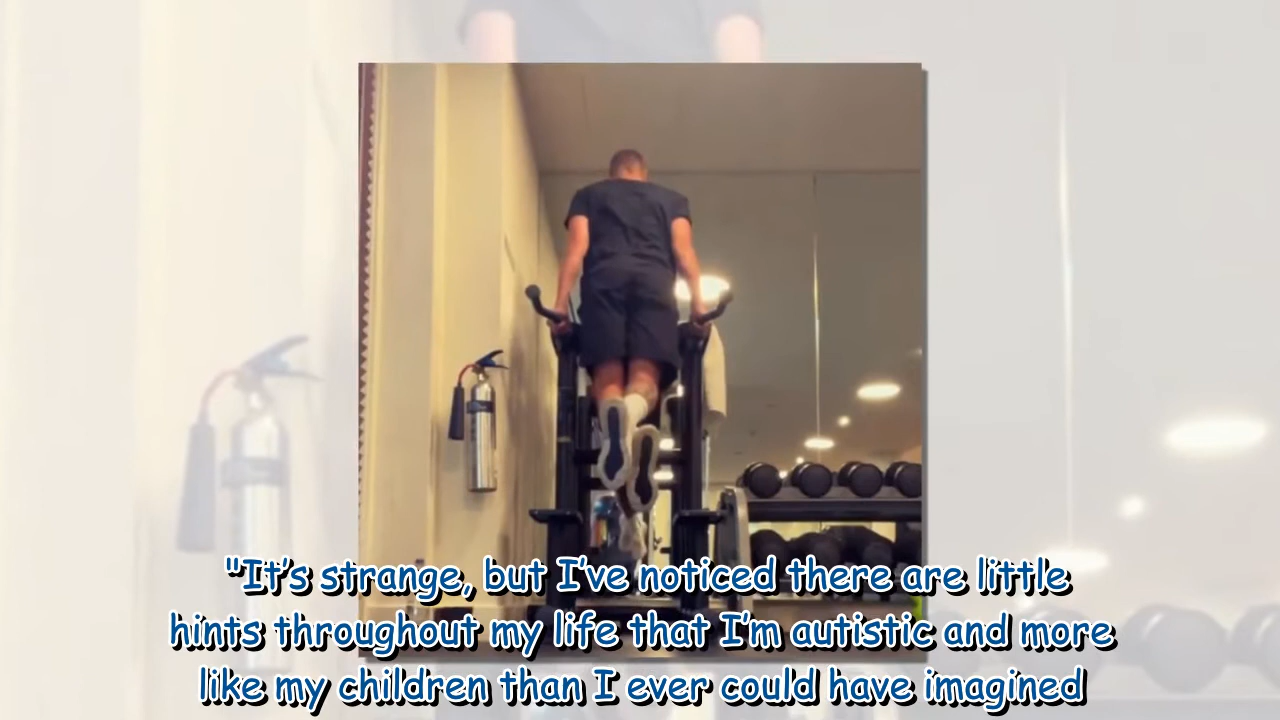 "It's strange, but I've noticed there are little
hints throughout my life that I'm autistic and more
like my children than I ever could have imagined